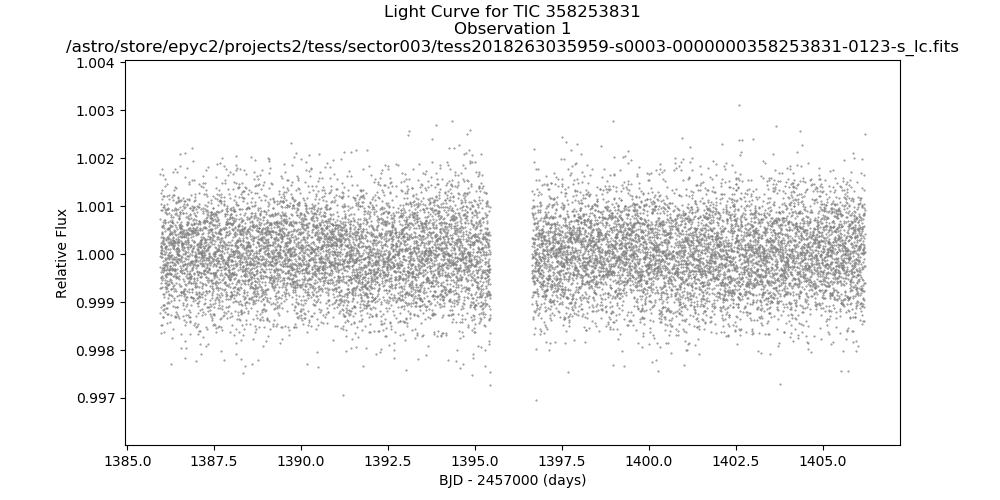 Light Curve for TIC 358253831
Observation 1
/astro/store/epyc2/projects2/tess/sector003/tess2018263035959-s0003-0000000358253831-0123-s_lc.fits
1.004
1.003
1.002
1.001
1.000
0.999
0.998
0.997
Relative Flux
1385.0 1387.5 1390.0 1392.5 1395.0 1397.5 1400.0 1402.5 1405.0
BJD - 2457000 (days)